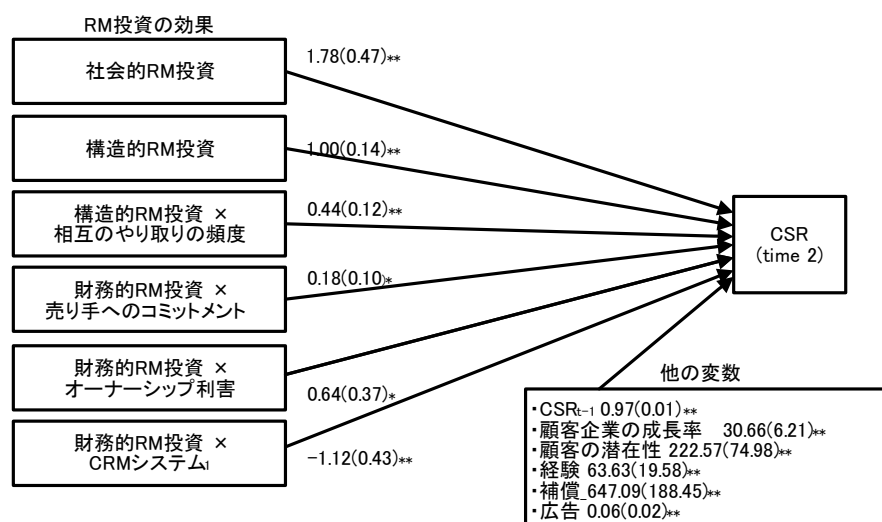 RM投資の効果
社会的RM投資
1.78(0.47)**
構造的RM投資
1.00(0.14)**
構造的RM投資 ×
相互のやり取りの頻度
0.44(0.12)**
財務的RM投資 ×
売り手へのコミットメント
0.18(0.10)*
財務的RM投資 ×
オーナーシップ利害
0.64(0.37)*
財務的RM投資 ×
CRMシステム1
-1.12(0.43)**
CSR
(time 2)
他の変数
・CSRt-1 0.97(0.01)**
・顧客企業の成長率 30.66(6.21)**
・顧客の潜在性 222.57(74.98)**
・経験 63.63(19.58)**
・補償_647.09(188.45)**
・広告 0.06(0.02)**